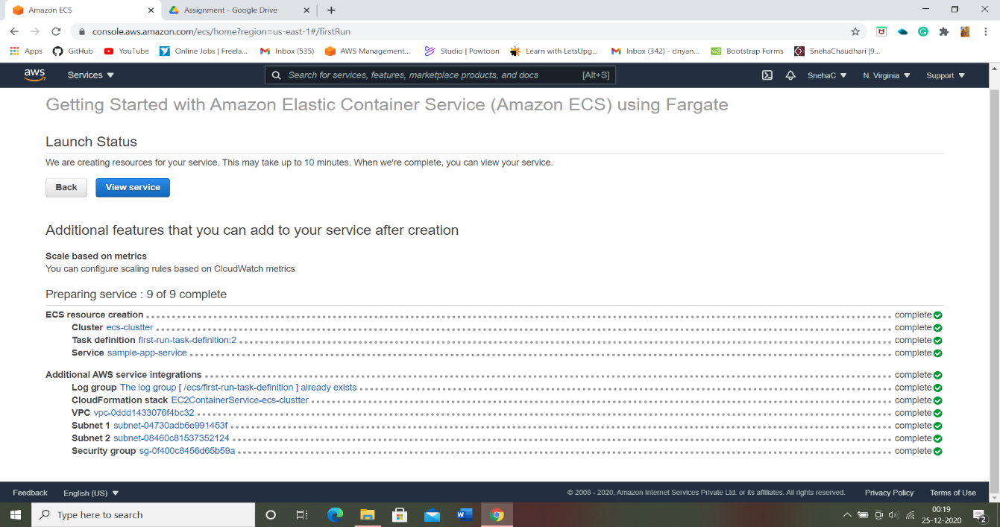 Amazon ECS
Assignment - Google Drive
console.aws.amazon.com/ecs/home?region=us-east-1#/firstRun
Apps GitHub YouTube Online Jobs | Freela... Inbox (535) AWS Management... Studio | Powtoon Learn with LetsUpg... Inbox (342) - dnyan... Bootstrap Forms SnehaChaudhari |9...
aws Services Search for services, features, marketplace products, and docs [Alt+S] SnehaC N. Virginia Support
Getting Started with Amazon Elastic Container Service (Amazon ECS) using Fargate
Launch Status
We are creating resources for your service. This may take up to 10 minutes. When we're complete, you can view your service.
Back View service
Additional features that you can add to your service after creation
Scale based on metrics
You can configure scaling rules based on CloudWatch metrics
Preparing service : 9 of 9 complete
ECS resource creation complete
Cluster ecs-clustter complete
Task definition first-run-task-definition:2 complete
Service sample-app-service complete
Additional AWS service integrations complete
Log group The log group [ /ecs/first-run-task-definition ] already exists complete
CloudFormation stack EC2ContainerService-ecs-clustter complete
VPC vpc-0ddd1433076f4bc32 complete
Subnet 1 subnet-04730adb6e991453f complete
Subnet 2 subnet-08460c81537352124 complete
Security group sg-0f400c8456d65b59a complete
Feedback English (US) © 2008 - 2020, Amazon Internet Services Private Ltd. or its affiliates. All rights reserved. Privacy Policy Terms of Use
Type here to search
00:19
25-12-2020
2